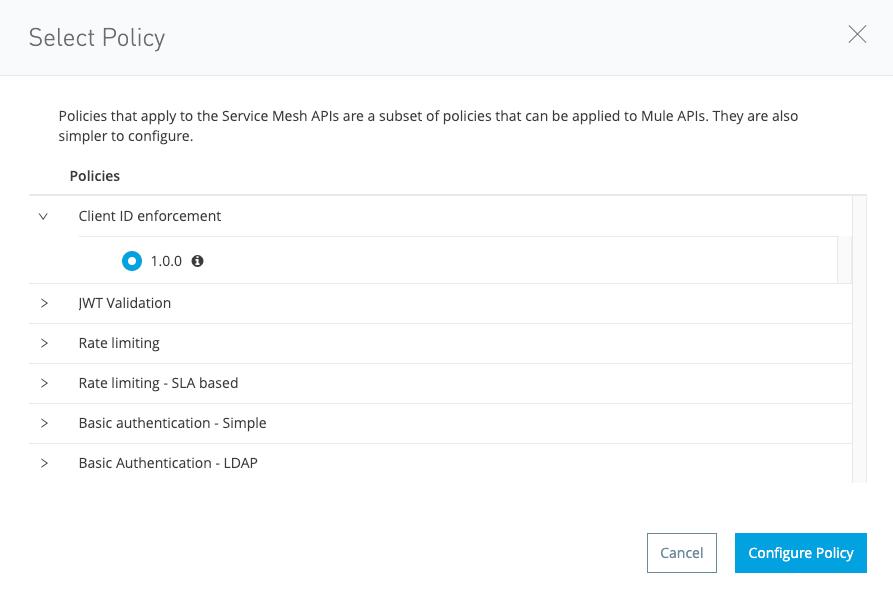 Select Policy
Policies that apply to the Service Mesh APIs are a subset of policies that can be applied to Mule APIs. They are also
simpler to configure.
Policies
Client ID enforcement
1.0.0
JWT Validation
Rate limiting
Rate limiting - SLA based
Basic authentication - Simple
Basic Authentication - LDAP
Cancel
Configure Policy